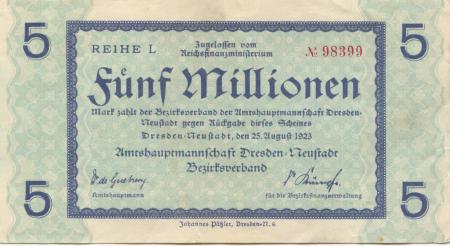 5 5
REIHE L
Zugelassen vom
Reichsfinanzministerium
№ 98399
Fünf Millionen
Mark zahlt der Bezirksverband der Amtshauptmannschaft Dresden-
Neustadt gegen Rückgabe dieses Scheines
Dresden-Neustadt, den 25. August 1923
Amtshauptmannschaft Dresden-Neustadt
Bezirksverband
Amtshauptmann
für die Bezirksfinanzverwaltung
5 5
Johannes Päßler, Dresden-N. 6